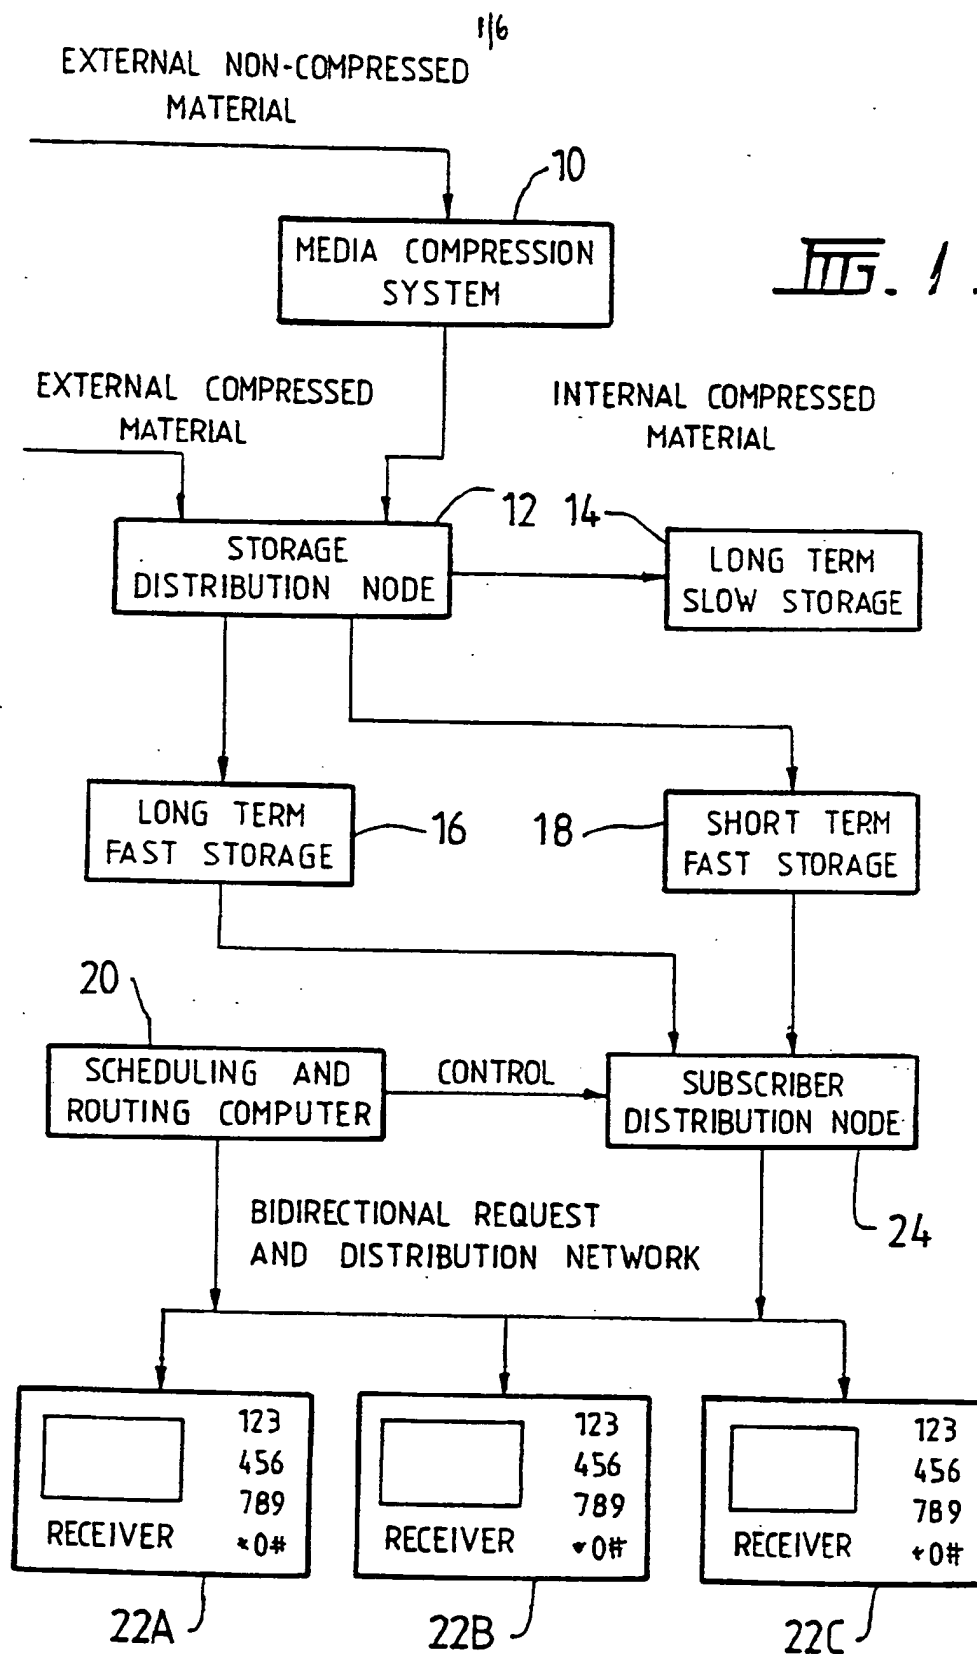 1/6
EXTERNAL NON-COMPRESSED
MATERIAL
10
MEDIA COMPRESSION
SYSTEM
FIG. 1.
EXTERNAL COMPRESSED
MATERIAL
INTERNAL COMPRESSED
MATERIAL
12
14
STORAGE
DISTRIBUTION NODE
LONG TERM
SLOW STORAGE
LONG TERM
FAST STORAGE
16
18
SHORT TERM
FAST STORAGE
20
SCHEDULING AND
ROUTING COMPUTER
CONTROL
SUBSCRIBER
DISTRIBUTION NODE
24
BIDIRECTIONAL REQUEST
AND DISTRIBUTION NETWORK
123
456
789
*0#
RECEIVER
22A
123
456
789
*0#
RECEIVER
22B
123
456
789
*0#
RECEIVER
22C